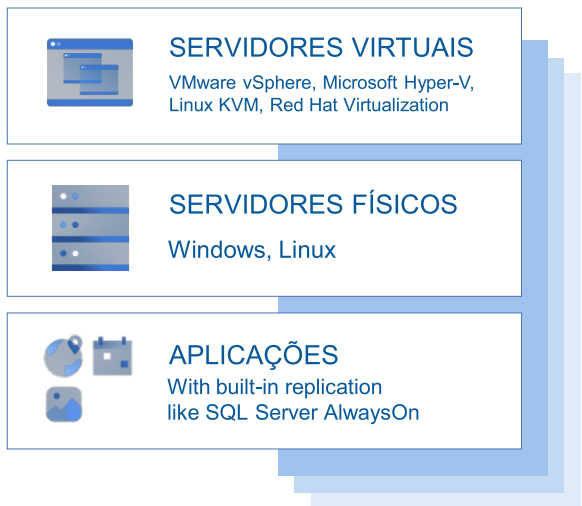 SERVIDORES VIRTUAIS
VMware vSphere, Microsoft Hyper-V,
Linux KVM, Red Hat Virtualization
SERVIDORES FÍSICOS
Windows, Linux
APLICAÇÕES
With built-in replication
like SQL Server AlwaysOn